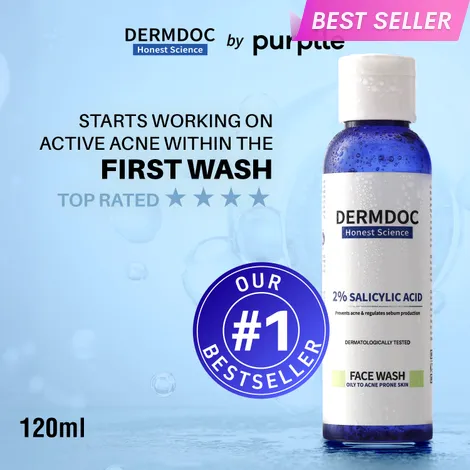 BEST SELLER
DERMDOC
Honest Science
by purplle
STARTS WORKING ON
ACTIVE ACNE WITHIN THE
FIRST WASH
TOP RATED
DERMDOC
Honest Science
2% SALICYLIC ACID
Prevents acne & regulates sebum production
DERMATOLOGICALLY TESTED
FACE WASH
OILY TO ACNE PRONE SKIN
OUR
#1
BESTSELLER
120ml